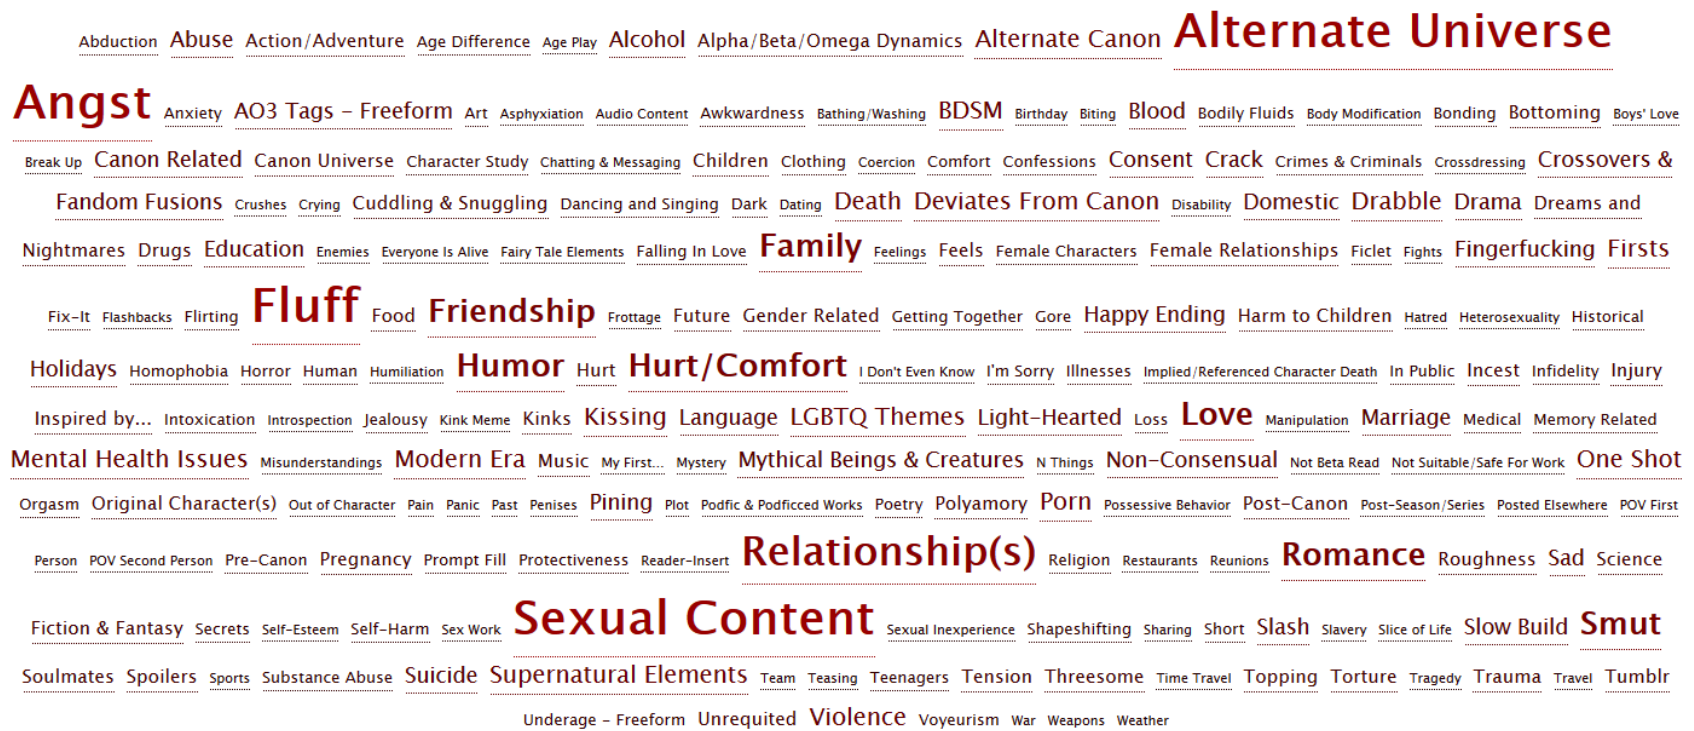 Abduction Abuse Action/Adventure Age Difference Age Play Alcohol Alpha/Beta/Omega Dynamics Alternate Canon Alternate Universe
Angst Anxiety AO3 Tags - Freeform Art Asphyxiation Audio Content Awkwardness Bathing/Washing BDSM Birthday Biting Blood Bodily Fluids Body Modification Bonding Bottoming Boys' Love
Break Up Canon Related Canon Universe Character Study Chatting & Messaging Children Clothing Coercion Comfort Confessions Consent Crack Crimes & Criminals Crossdressing Crossovers &
Fandom Fusions Crushes Crying Cuddling & Snuggling Dancing and Singing Dark Dating Death Deviates From Canon Disability Domestic Drabble Drama Dreams and
Nightmares Drugs Education Enemies Everyone Is Alive Fairy Tale Elements Falling In Love Family Feelings Feels Female Characters Female Relationships Ficlet Fights Fingerfucking Firsts
Fix-It Flashbacks Flirting Fluff Food Friendship Frottage Future Gender Related Getting Together Gore Happy Ending Harm to Children Hatred Heterosexuality Historical
Holidays Homophobia Horror Human Humiliation Humor Hurt Hurt/Comfort I Don't Even Know I'm Sorry Illnesses Implied/Referenced Character Death In Public Incest Infidelity Injury
Inspired by... Intoxication Introspection Jealousy Kink Meme Kinks Kissing Language LGBTQ Themes Light-Hearted Loss Love Manipulation Marriage Medical Memory Related
Mental Health Issues Misunderstandings Modern Era Music My First... Mystery Mythical Beings & Creatures N Things Non-Consensual Not Beta Read Not Suitable/Safe For Work One Shot
Orgasm Original Character(s) Out of Character Pain Panic Past Penises Pining Plot Podfic & Podficced Works Poetry Polyamory Porn Possessive Behavior Post-Canon Post-Season/Series Posted Elsewhere POV First
Person POV Second Person Pre-Canon Pregnancy Prompt Fill Protectiveness Reader-Insert Relationship(s) Religion Restaurants Reunions Romance Roughness Sad Science
Fiction & Fantasy Secrets Self-Esteem Self-Harm Sex Work Sexual Content Sexual Inexperience Shapeshifting Sharing Short Slash Slavery Slice of Life Slow Build Smut
Soulmates Spoilers Sports Substance Abuse Suicide Supernatural Elements Team Teasing Teenagers Tension Threesome Time Travel Topping Torture Tragedy Trauma Travel Tumblr
Underage - Freeform Unrequited Violence Voyeurism War Weapons Weather